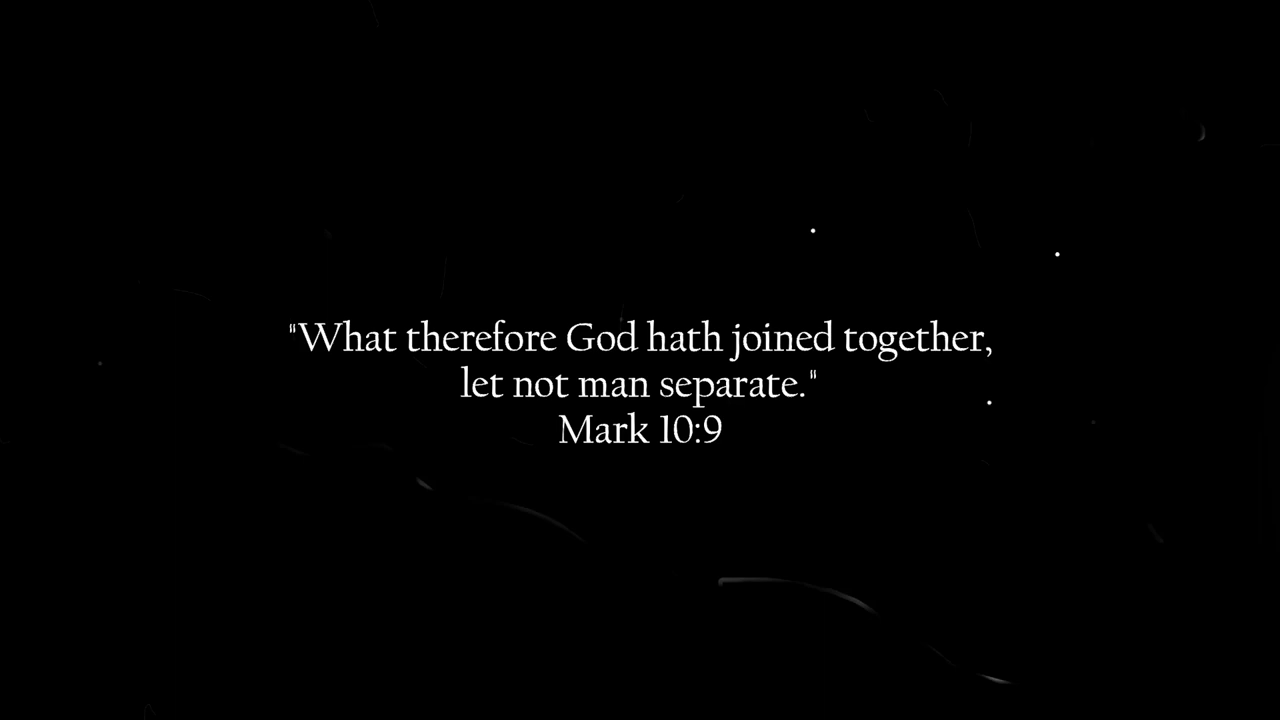 "What therefore God hath joined together,
let not man separate."
Mark 10:9